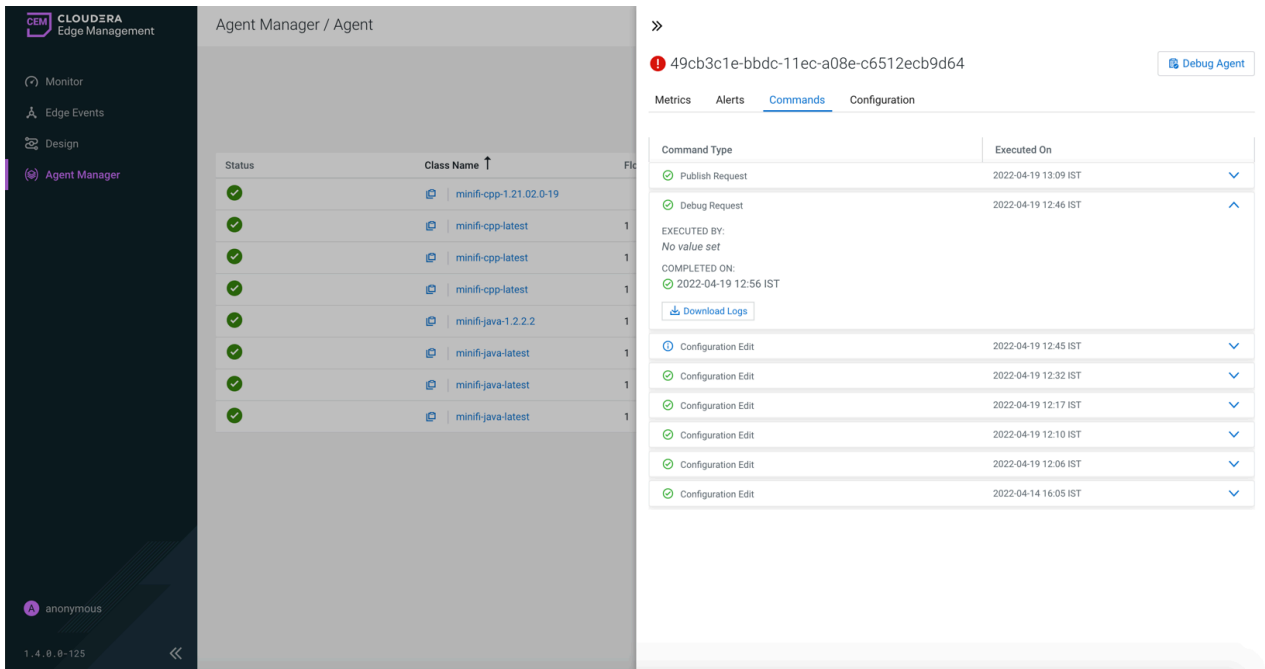 CEM CLOUDERA
Edge Management
Monitor
Edge Events
Design
Agent Manager
A anonymous
1.4.0.0-125
Agent Manager / Agent
Status Class Name Flo
minifi-cpp-1.21.02.0-19
minifi-cpp-latest 1
minifi-cpp-latest 1
minifi-cpp-latest 1
minifi-java-1.2.2.2 1
minifi-java-latest 1
minifi-java-latest 1
minifi-java-latest 1
49cb3c1e-bbdc-11ec-a08e-c6512ecb9d64 Debug Agent
Metrics Alerts Commands Configuration
Command Type Executed On
Publish Request 2022-04-19 13:09 IST
Debug Request 2022-04-19 12:46 IST
EXECUTED BY:
No value set
COMPLETED ON:
2022-04-19 12:56 IST
Download Logs
Configuration Edit 2022-04-19 12:45 IST
Configuration Edit 2022-04-19 12:32 IST
Configuration Edit 2022-04-19 12:17 IST
Configuration Edit 2022-04-19 12:10 IST
Configuration Edit 2022-04-19 12:06 IST
Configuration Edit 2022-04-14 16:05 IST